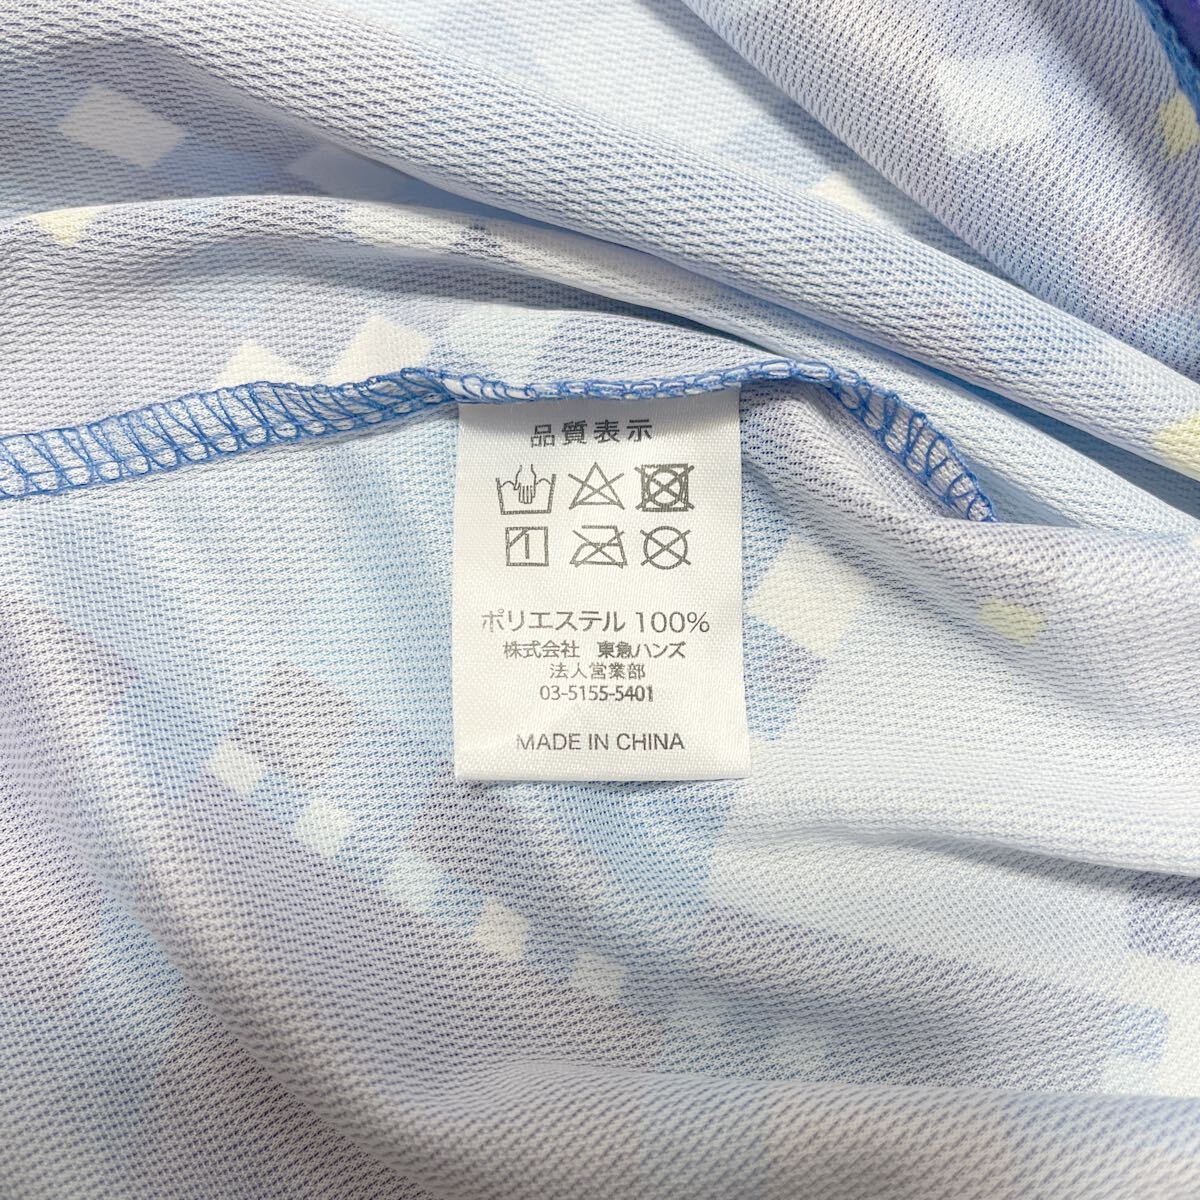 品質表示
ポリエステル 100%
株式会社　東急ハンズ
法人営業部
03-5155-5401
MADE IN CHINA